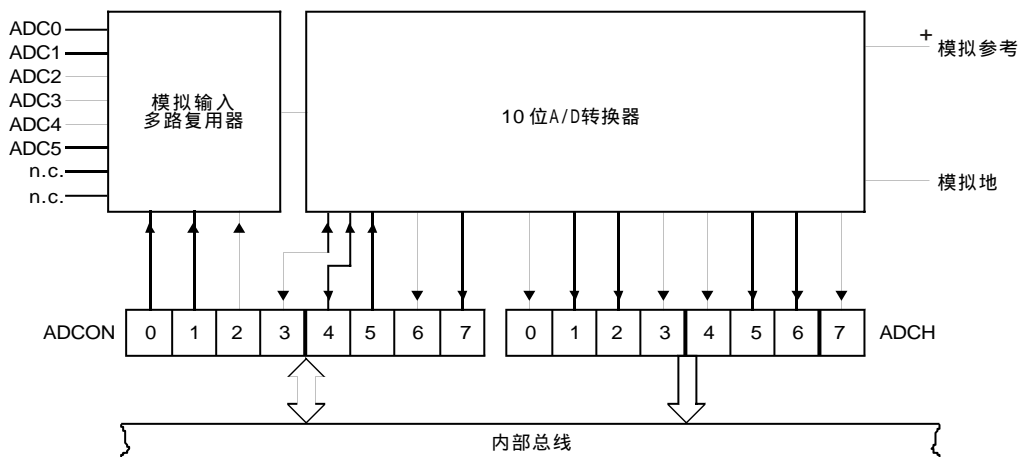 ADC0
ADC1
ADC2
ADC3
ADC4
ADC5
n.c.
n.c.
模拟输入
多路复用器
10 位A/D转换器
+
模拟参考
模拟地
ADCON
0 1 2 3 4 5 6 7
0 1 2 3 4 5 6 7
ADCH
内部总线